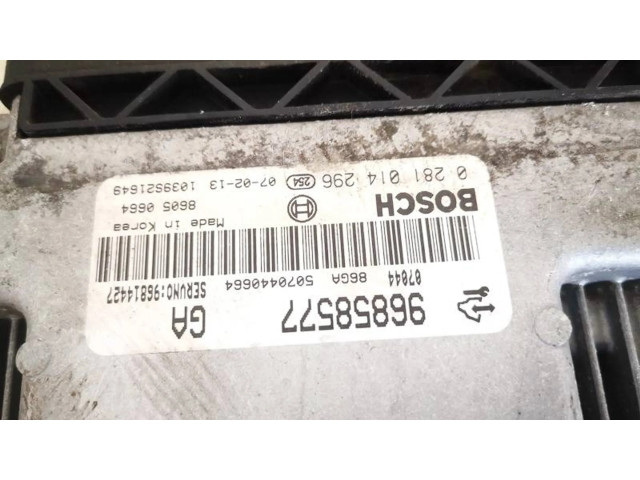 96858577 GA
07044 86GA 5070440664 SERUNO:96814427
BOSCH Made in Korea
8605 0664
0 281 014 296 254 07-02-13 1039S21649